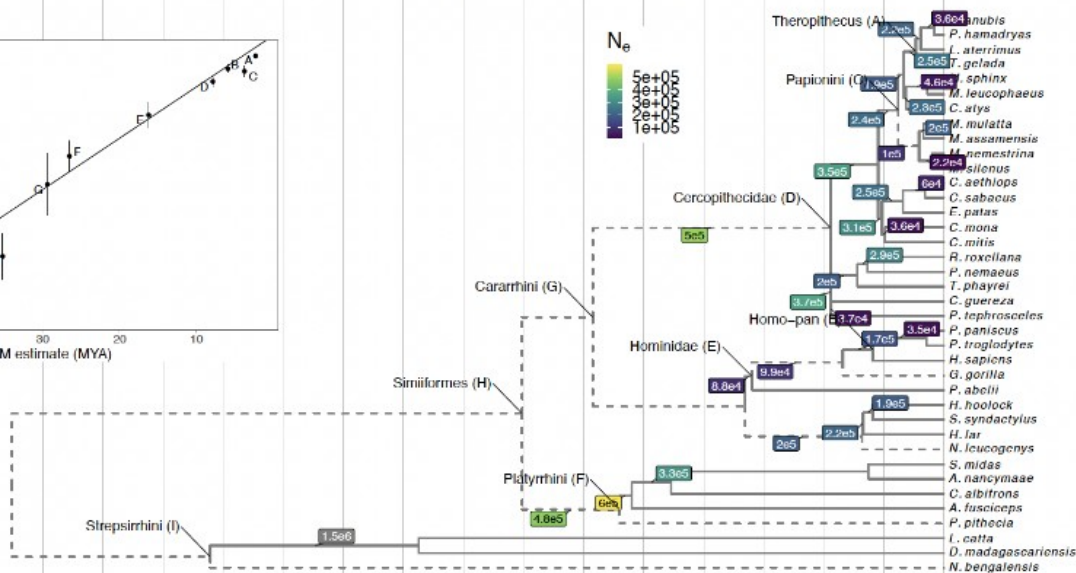 A
B
C
D
E
F
G
30
20
10
M estimale (MYA)
Ne
5e+05
4e+05
3e+05
2e+05
1e+05
Theropithecus (A)
Papionini (C)
Cercopithecidae (D)
Cararrhini (G)
Homo-pan
Hominidae (E)
Simiiformes (H)
Platyrrhini (F)
Strepsirrhini (I)
3.6e4
2.2e5
2.5e5
4.6e4
1.9e5
2.8e5
2.4e5
2e5
1e5
2.2e4
3.5e5
6e4
2.5e5
3.1e5
3.6e4
5e5
2.9e5
2e5
3.7e5
3.7e4
3.5e4
1.7e5
9.9e4
8.8e4
1.9e5
2.2e5
2e5
3.3e5
6e5
4.8e5
1.5e6
anubis
P. hamadryas
L. aterrimus
T. gelada
sphinx
M. leucophaeus
C. atys
M. mulatta
M. assamensis
M. nemestrina
silenus
C. aethiops
C. sabaeus
E. patas
C. mona
C. mitis
R. roxellana
P. nemaeus
T. phayrei
C. guereza
P. tephrosceles
P. paniscus
P. troglodytes
H. sapiens
G. gorilla
P. abelii
H. hoolock
S. syndactylus
H. lar
N. leucogenys
S. midas
A. nancymaae
C. albifrons
A. fusciceps
P. pithecia
L. catta
D. madagascariensis
N. bengalensis